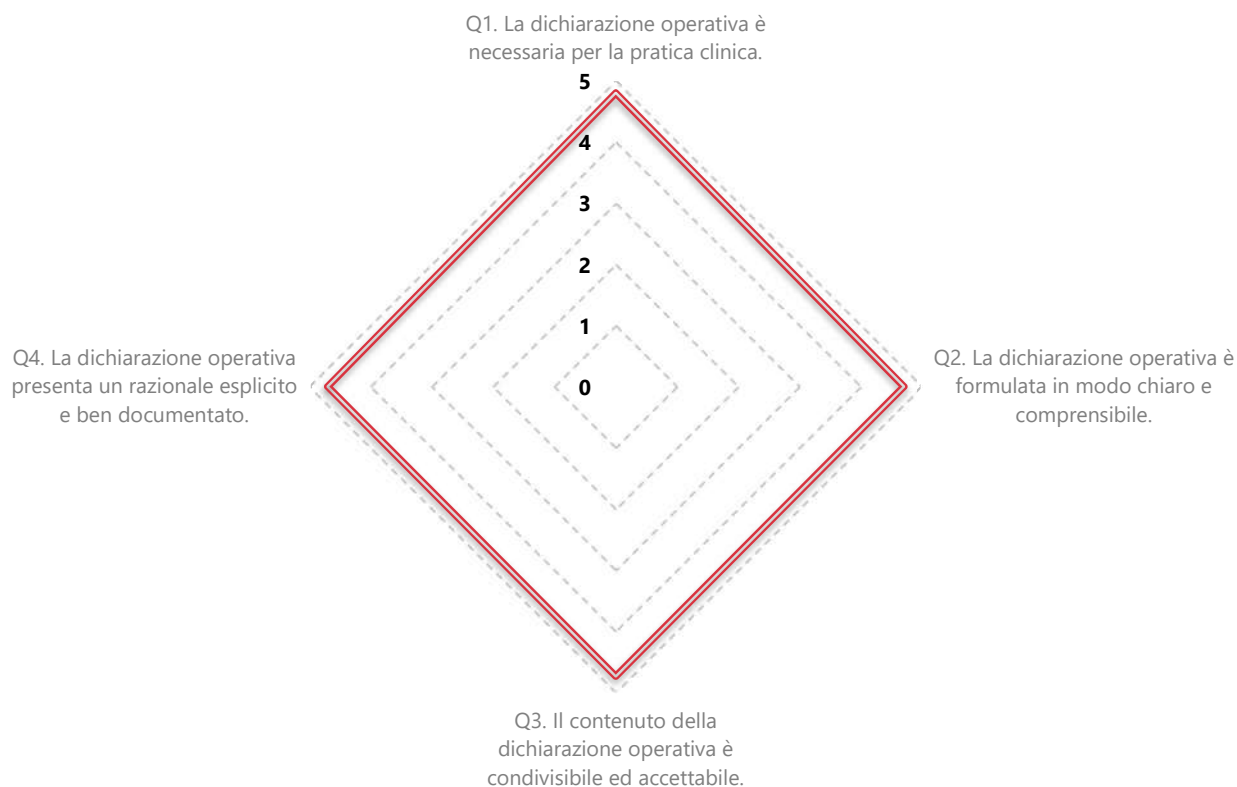 Q1. La dichiarazione operativa è
necessaria per la pratica clinica.
5
4
3
2
1
0
Q4. La dichiarazione operativa
presenta un razionale esplicito
e ben documentato.
Q2. La dichiarazione operativa è
formulata in modo chiaro e
comprensibile.
Q3. Il contenuto della
dichiarazione operativa è
condivisibile ed accettabile.